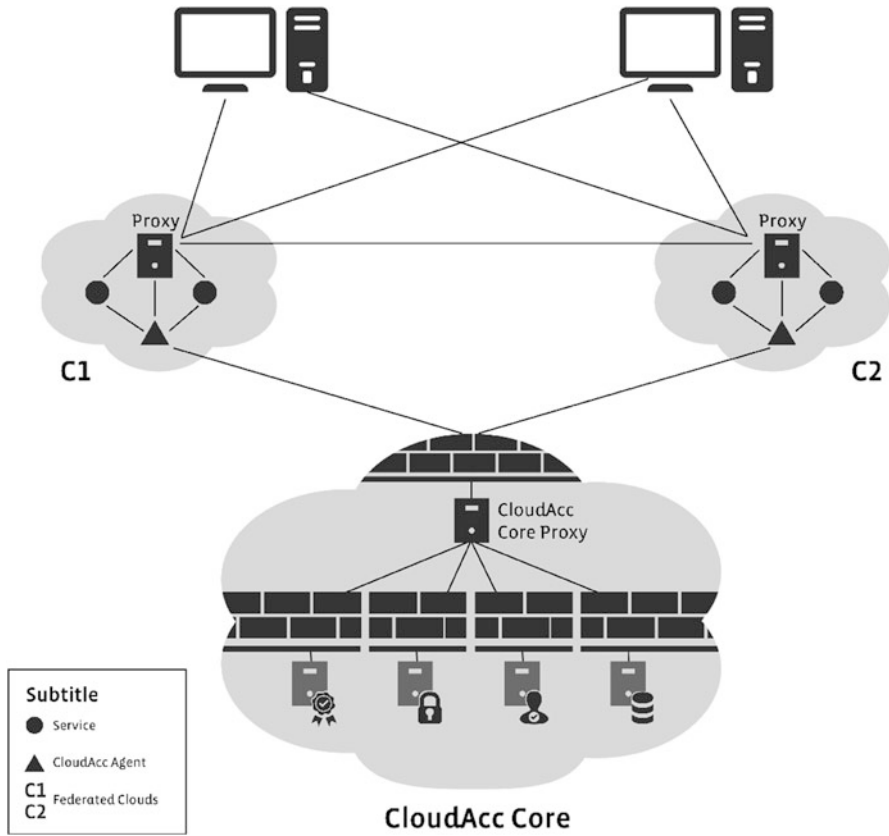 Proxy
Proxy
C1
C2
CloudAcc
Core Proxy
Subtitle
Service
CloudAcc Agent
C1
C2
Federated Clouds
CloudAcc Core